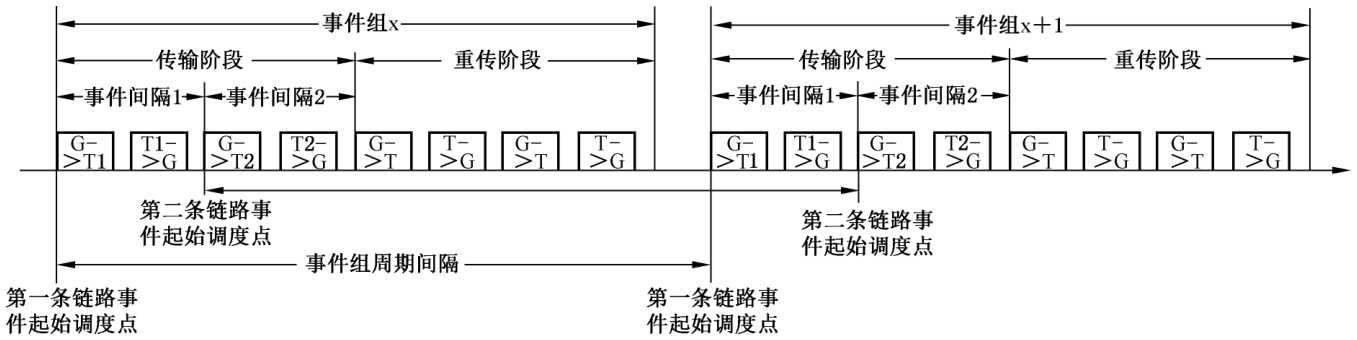 事件组x
事件组x+1
传输阶段
重传阶段
传输阶段
重传阶段
事件间隔1
事件间隔2
事件间隔1
事件间隔2
G-
>T1
T1-
>G
G-
>T2
T2-
>G
G-
>T
T-
>G
G-
>T
T-
>G
G-
>T1
T1-
>G
G-
>T2
T2-
>G
G-
>T
T-
>G
G-
>T
T-
>G
第二条链路事
件起始调度点
第二条链路事
件起始调度点
事件组周期间隔
第一条链路事
件起始调度点
第一条链路事
件起始调度点